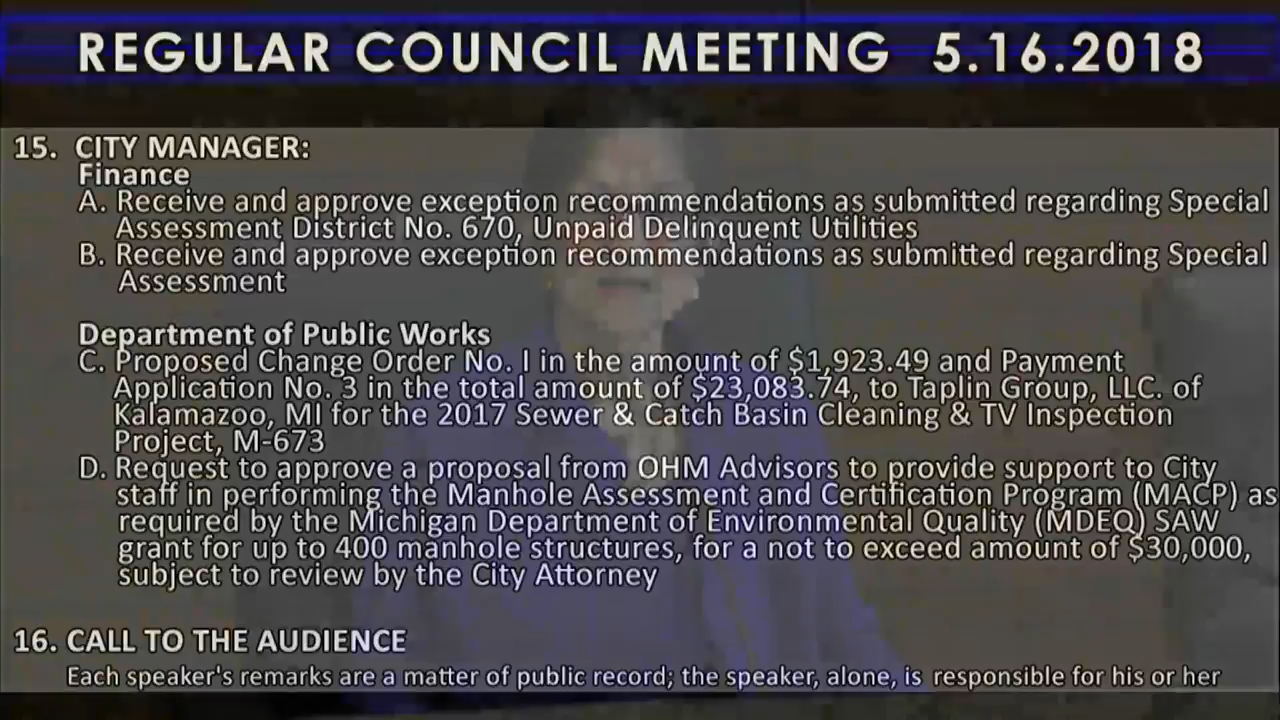 REGULAR COUNCIL MEETING 5.16.2018
15. CITY MANAGER:
Finance
A. Receive and approve exception recommendations as submitted regarding Special
Assessment District No. 670, Unpaid Delinquent Utilities
B. Receive and approve exception recommendations as submitted regarding Special
Assessment
Department of Public Works
C. Proposed Change Order No. I in the amount of $1,923.49 and Payment
Application No. 3 in the total amount of $23,083.74, to Taplin Group, LLC. of
Kalamazoo, MI for the 2017 Sewer & Catch Basin Cleaning & TV Inspection
Project, M-673
D. Request to approve a proposal from OHM Advisors to provide support to City
staff in performing the Manhole Assessment and Certification Program (MACP) as
required by the Michigan Department of Environmental Quality (MDEQ) SAW
grant for up to 400 manhole structures, for a not to exceed amount of $30,000,
subject to review by the City Attorney
16. CALL TO THE AUDIENCE
Each speaker's remarks are a matter of public record; the speaker, alone, is responsible for his or her